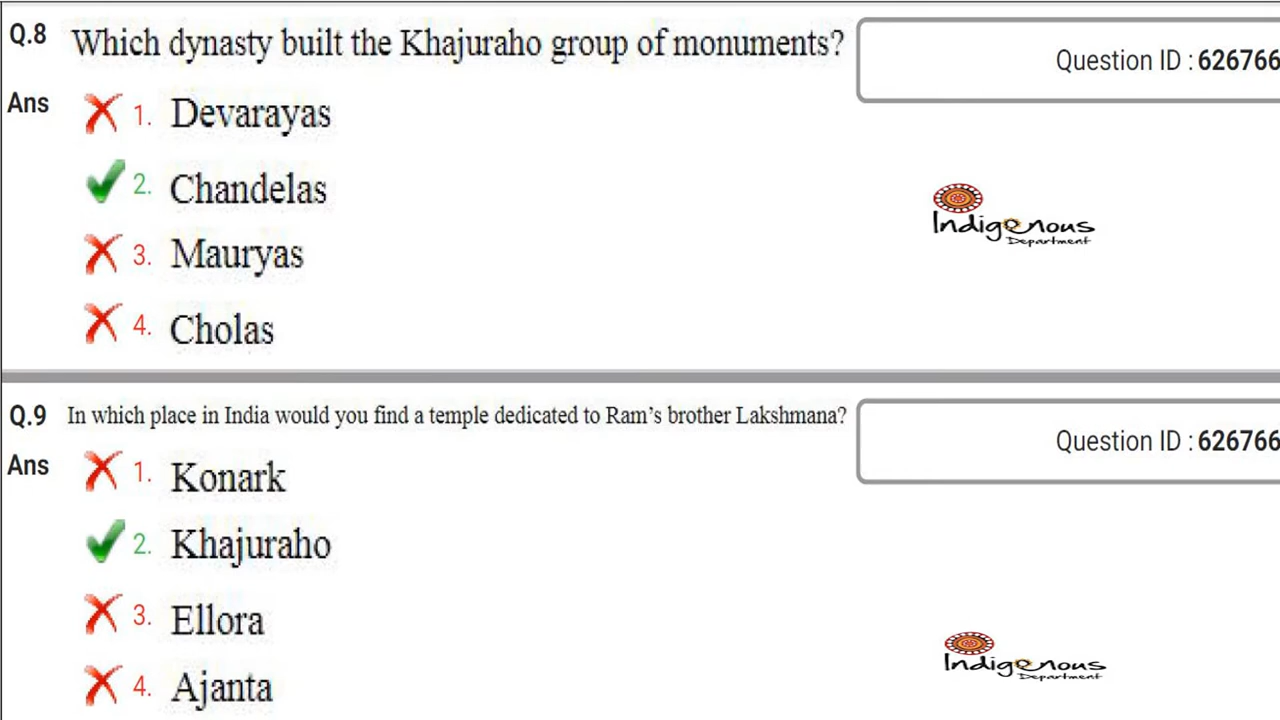 Q.8 Which dynasty built the Khajuraho group of monuments?
Question ID : 626766
Ans
1. Devarayas
2. Chandelas
Indigenous
Department
3. Mauryas
4. Cholas
Q.9 In which place in India would you find a temple dedicated to Ram’s brother Lakshmana?
Question ID : 626766
Ans
1. Konark
2. Khajuraho
3. Ellora
Indigenous
Department
4. Ajanta